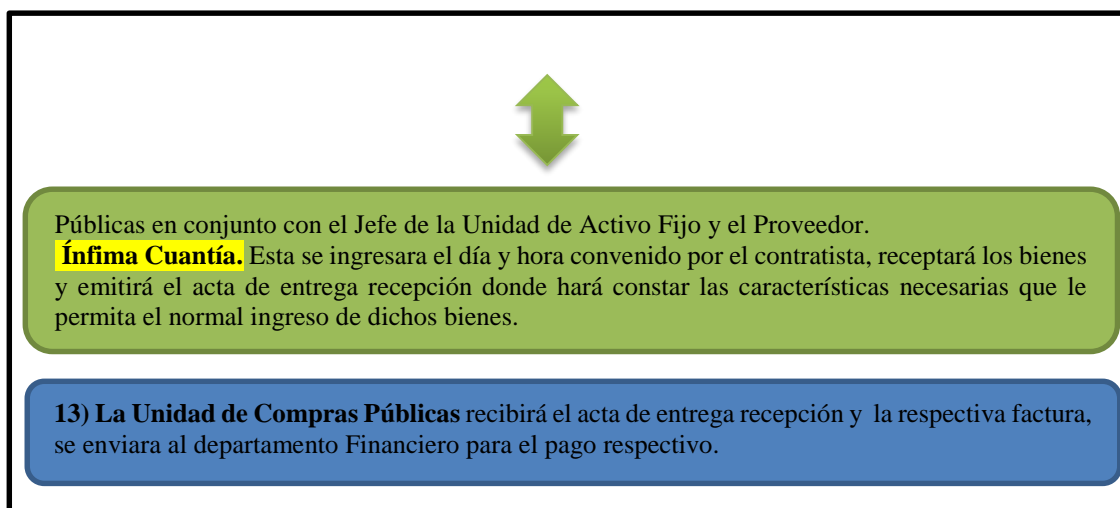 Públicas en conjunto con el Jefe de la Unidad de Activo Fijo y el Proveedor.
Ínfima Cuantía. Esta se ingresara el día y hora convenido por el contratista, receptará los bienes
y emitirá el acta de entrega recepción donde hará constar las características necesarias que le
permita el normal ingreso de dichos bienes.
13) La Unidad de Compras Públicas recibirá el acta de entrega recepción y la respectiva factura,
se enviara al departamento Financiero para el pago respectivo.